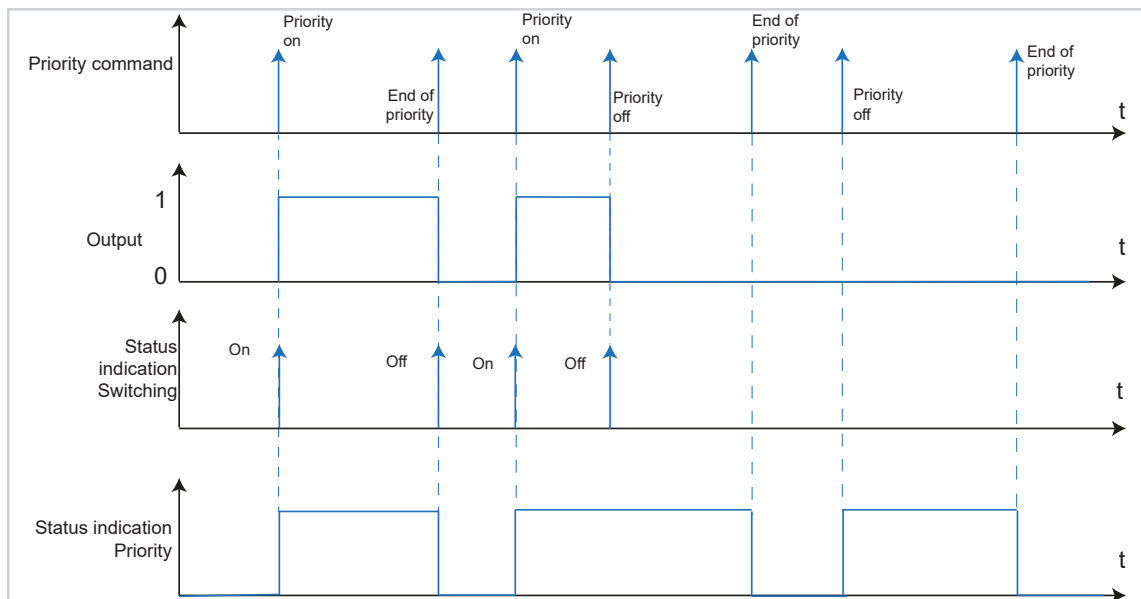 Priority
on
Priority
on
End of
priority
End of
priority
Priority command
End of
priority
Priority
off
Priority
off
t
1
Output
0
t
Status
indication
Switching
On
Off
On
Off
t
Status indication
Priority
t